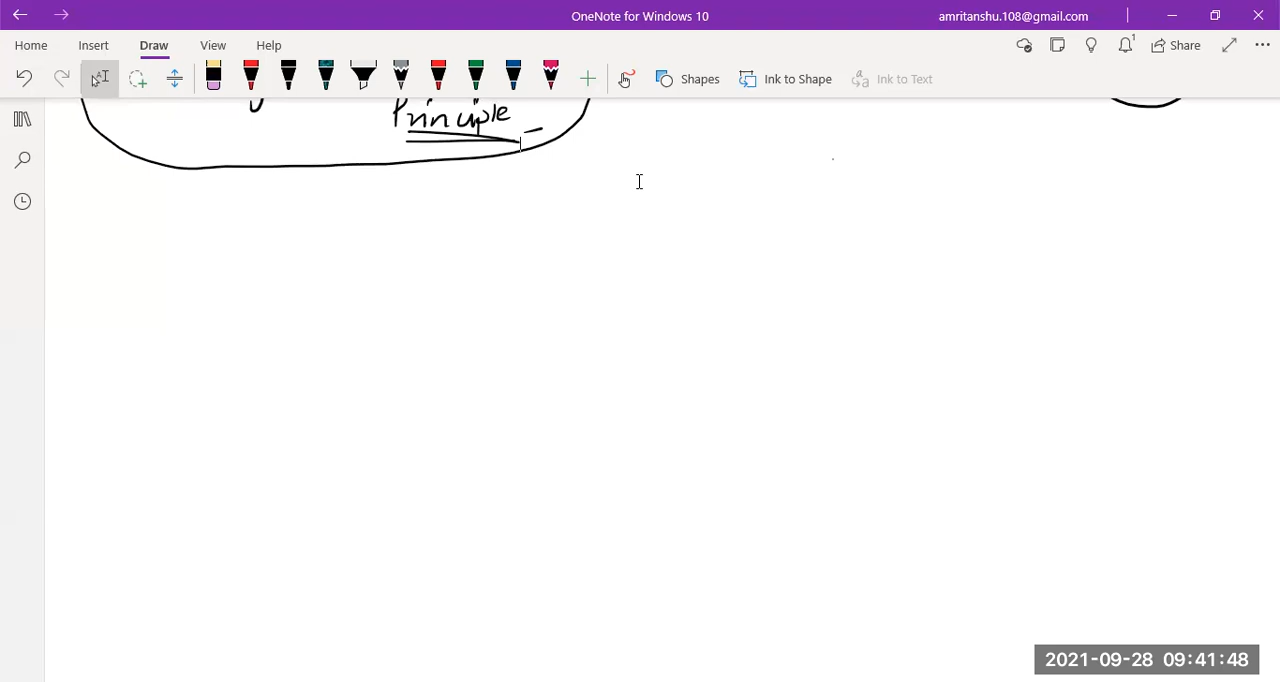 OneNote for Windows 10
amritanshu.108@gmail.com
Home Insert Draw View Help
1 Share
Shapes Ink to Shape Ink to Text
Principle
2021-09-28 09:41:48